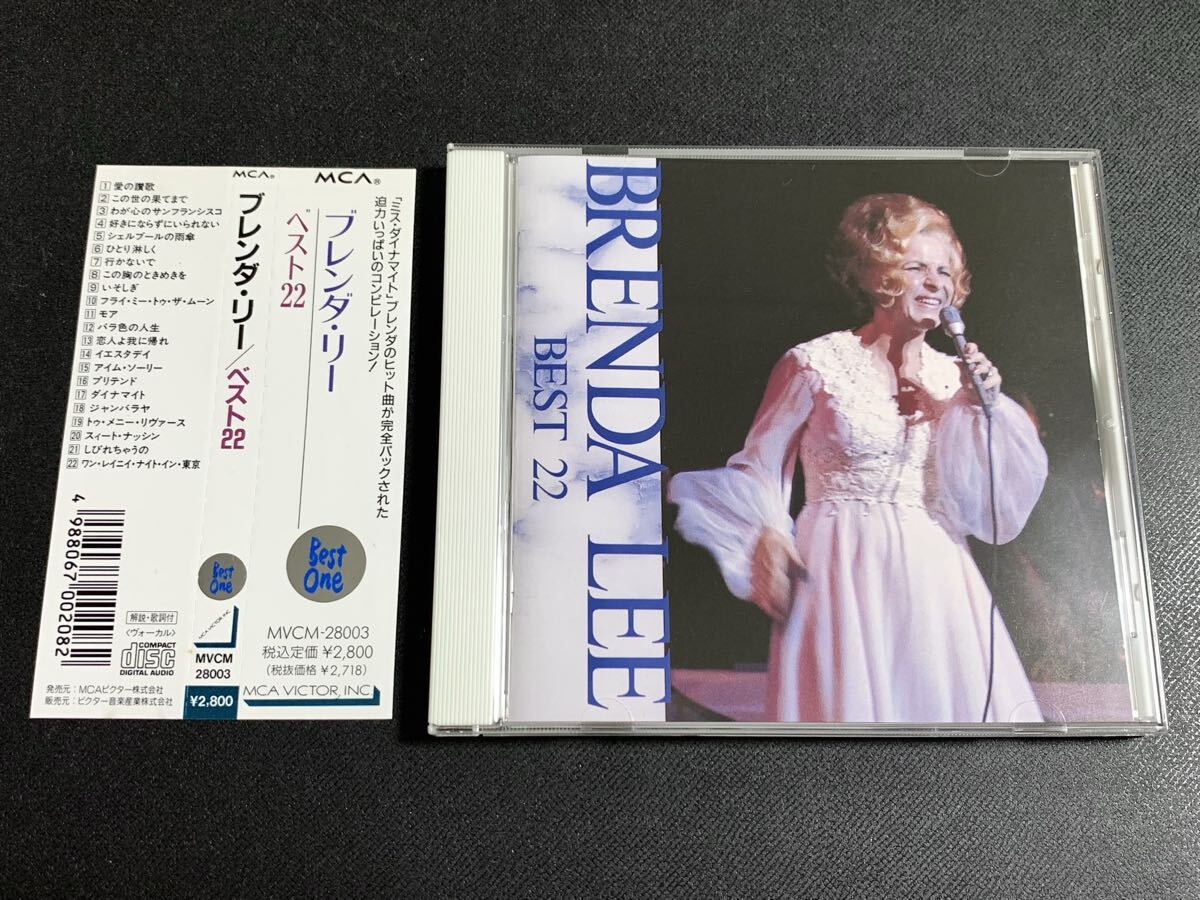 MCA®
1 愛の讃歌
2 この世の果てまで
3 わが心のサンフランシスコ
4 好きにならずにいられない
5 シェルブールの雨傘
6 ひとり淋しく
7 行かないで
8 この胸のときめきを
9 いそしぎ
10 フライ・ミー・トゥ・ザ・ムーン
11 モア
12 バラ色の人生
13 恋人よ我に帰れ
14 イエスタデイ
15 アイム・ソーリー
16 プリテンド
17 ダイナマイト
18 ジャンバラヤ
19 トゥ・メニー・リヴァース
20 スィート・ナッシン
21 しびれちゃうの
22 ワン・レイニイ・ナイト・イン・東京
4 988067 002082
解説・歌詞付
〈ヴォーカル〉
COMPACT
disc
DIGITAL AUDIO
発売元：MCAビクター株式会社
販売元：ビクター音楽産業株式会社
ブレンダ・リー／ベスト22
Best
One
MCA VICTOR, INC.
MVCM
28003
¥2,800
MCA®
「ミス・ダイナマイト」ブレンダのヒット曲が完全パックされた
迫力いっぱいのコンピレーション！
ブレンダ・リー
ベスト22
Best
One
MVCM-28003
税込定価 ¥2,800
(税抜価格 ¥2,718)
MCA VICTOR, INC.
BRENDA LEE
BEST 22